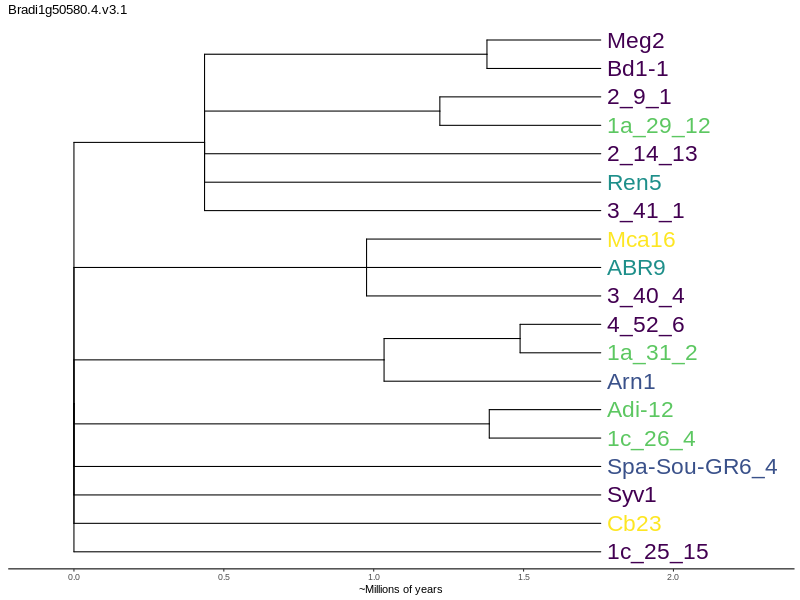 Bradi1g50580.4.v3.1
Meg2
Bd1-1
2_9_1
1a_29_12
2_14_13
Ren5
3_41_1
Mca16
ABR9
3_40_4
4_52_6
1a_31_2
Arn1
Adi-12
1c_26_4
Spa-Sou-GR6_4
Syv1
Cb23
1c_25_15
0.0 0.5 1.0 1.5 2.0
~Millions of years